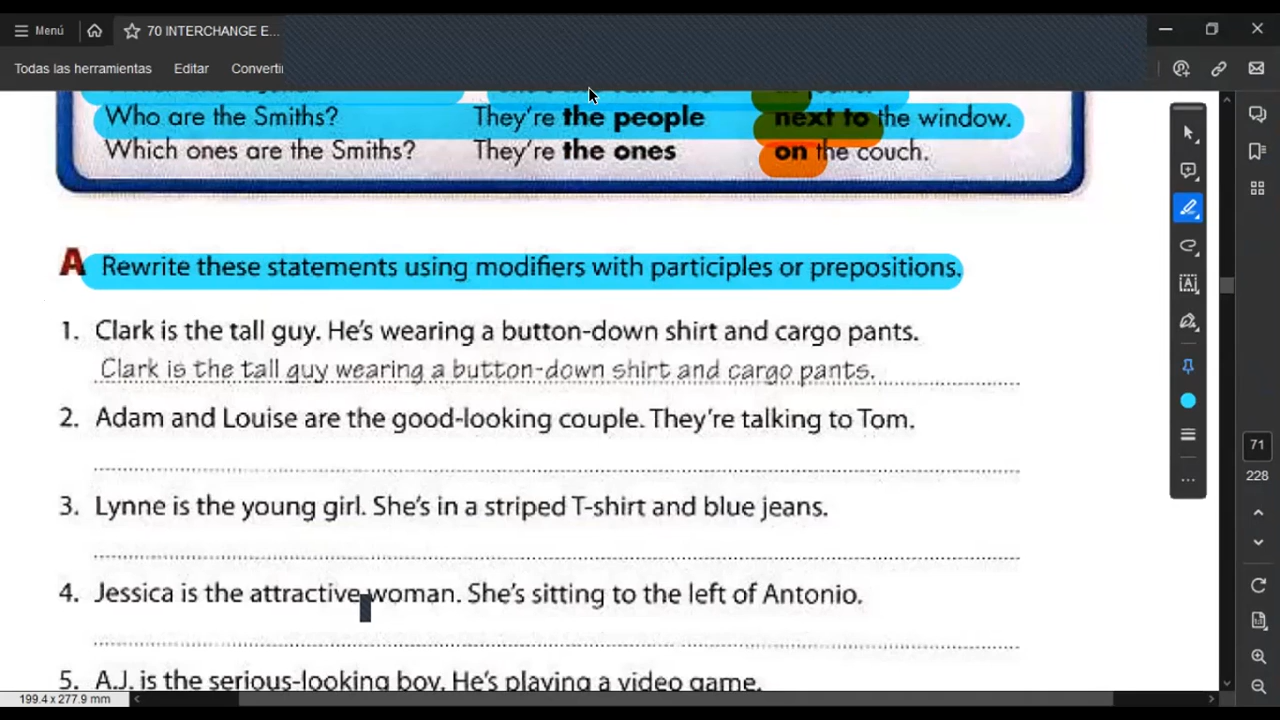 Menú
70 INTERCHANGE E...
Todas las herramientas Editar Converti
Who are the Smiths? They're the people next to the window.
Which ones are the Smiths? They're the ones on the couch.
A Rewrite these statements using modifiers with participles or prepositions.
1. Clark is the tall guy. He's wearing a button-down shirt and cargo pants.
Clark is the tall guy wearing a button-down shirt and cargo pants.
2. Adam and Louise are the good-looking couple. They're talking to Tom.
3. Lynne is the young girl. She's in a striped T-shirt and blue jeans.
4. Jessica is the attractive woman. She's sitting to the left of Antonio.
5. A.J. is the serious-looking boy. He's playing a video game.
71
228
199.4 x 277.9 mm